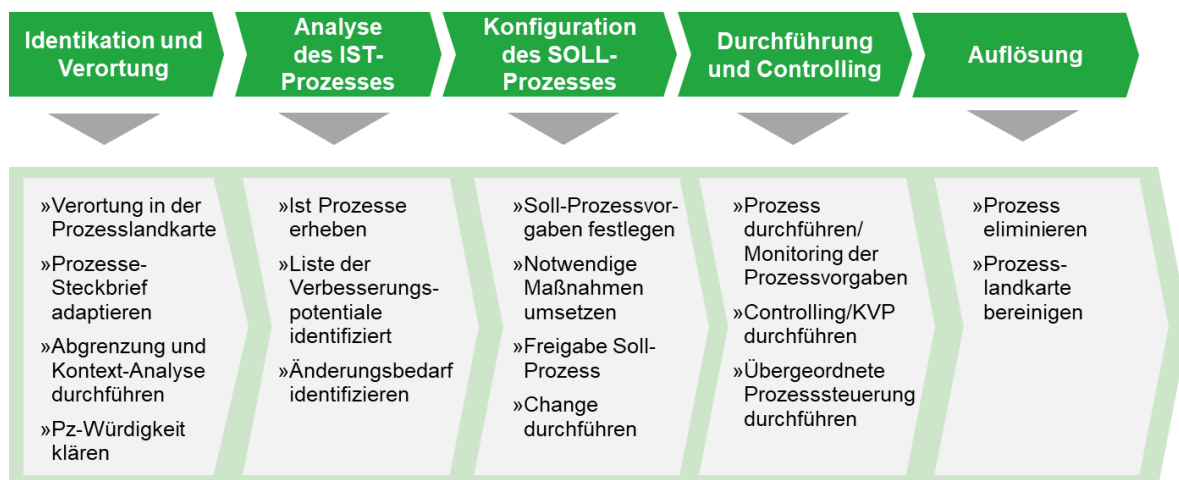 Identikation und
Verortung
Analyse
des IST-
Prozesses
Konfiguration
des SOLL-
Prozesses
Durchführung
und Controlling
Auflösung
»Verortung in der
Prozesslandkarte
»Prozesse-
Steckbrief
adaptieren
»Abgrenzung und
Kontext-Analyse
durchführen
»Pz-Würdigkeit
klären
»Ist Prozesse
erheben
»Liste der
Verbesserungs-
potentiale
identifiziert
»Änderungsbedarf
identifizieren
»Soll-Prozessvor-
gaben festlegen
»Notwendige
Maßnahmen
umsetzen
»Freigabe Soll-
Prozess
»Change
durchführen
»Prozess
durchführen/
Monitoring der
Prozessvorgaben
»Controlling/KVP
durchführen
»Übergeordnete
Prozesssteuerung
durchführen
»Prozess
eliminieren
»Prozess-
landkarte
bereinigen